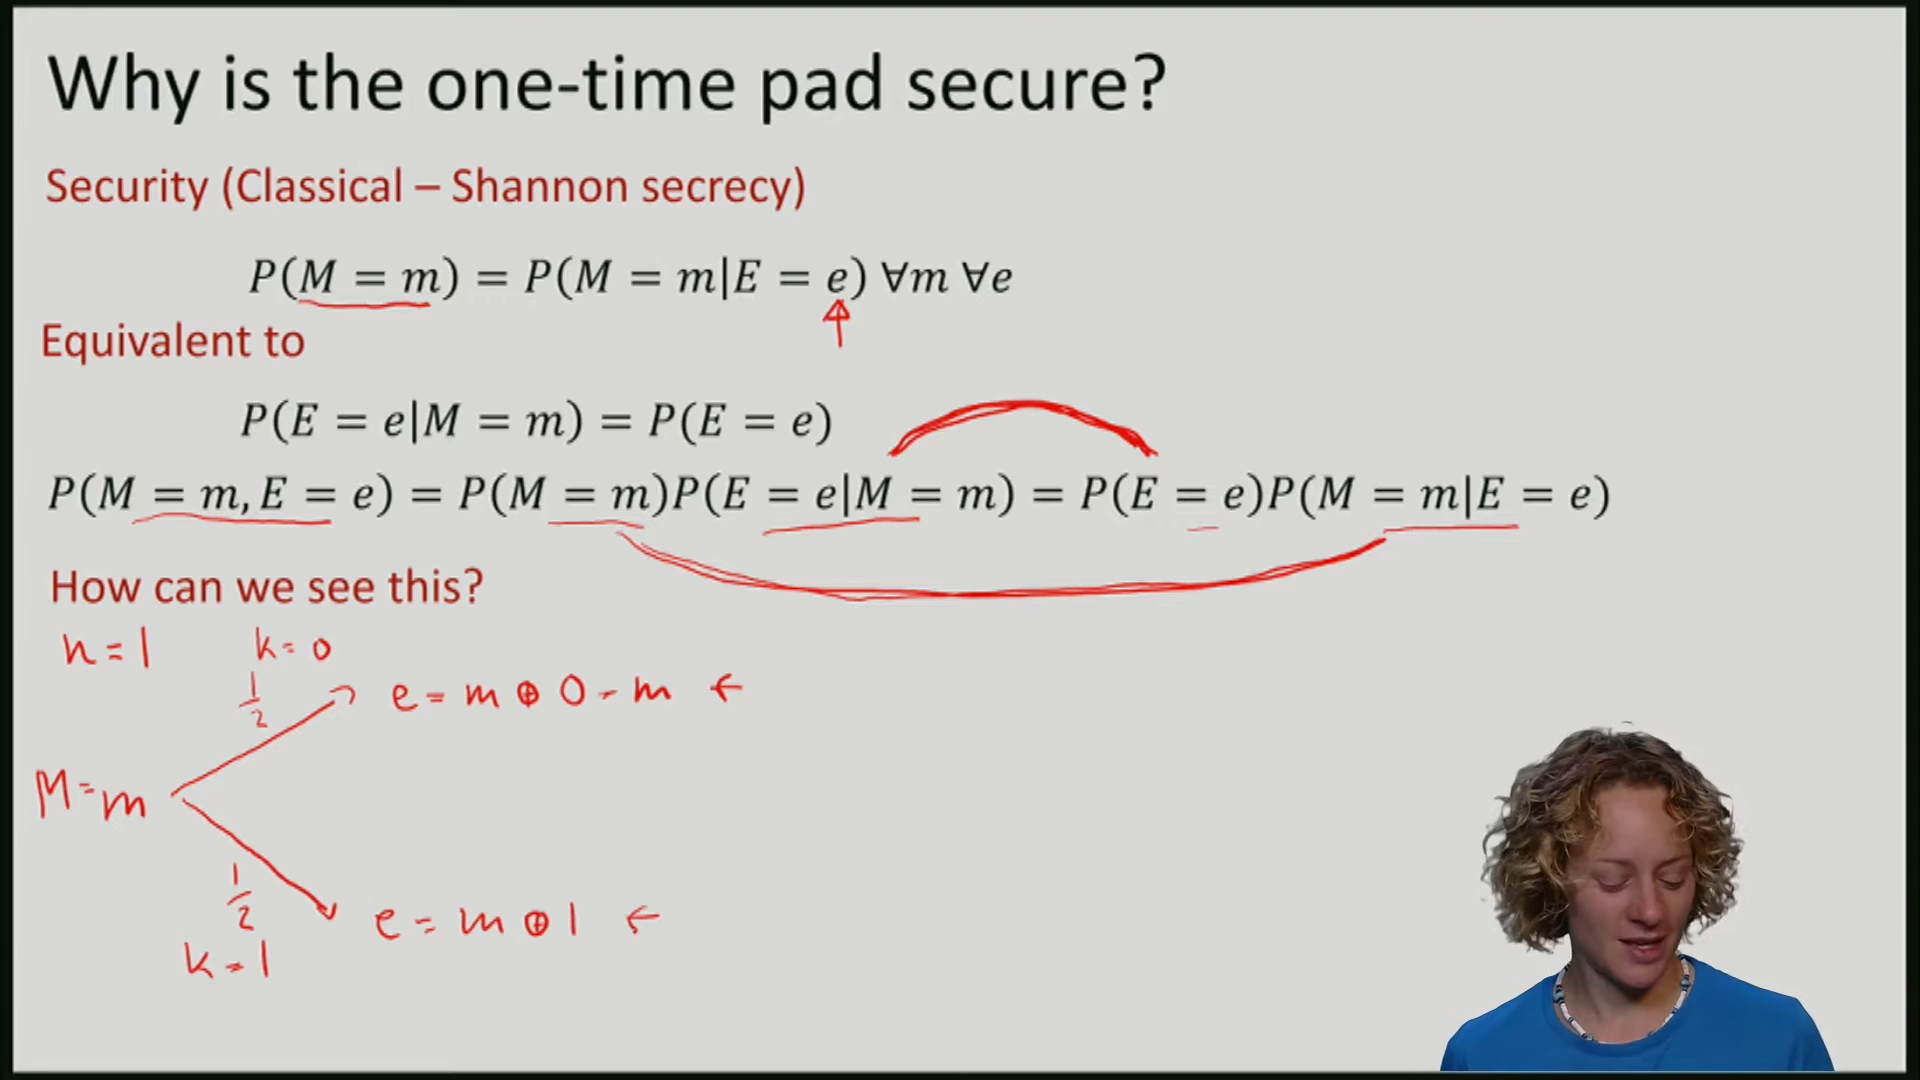 Why is the one-time pad secure?
Security (Classical – Shannon secrecy)
P(M = m) = P(M = m|E = e) ∀m ∀e
Equivalent to
P(E = e|M = m) = P(E = e)
P(M = m, E = e) = P(M = m)P(E = e|M = m) = P(E = e)P(M = m|E = e)
How can we see this?
n = 1 k = 0
1/2 e = m ⊕ 0 = m ←
M = m
1/2 e = m ⊕ 1 ←
k = 1